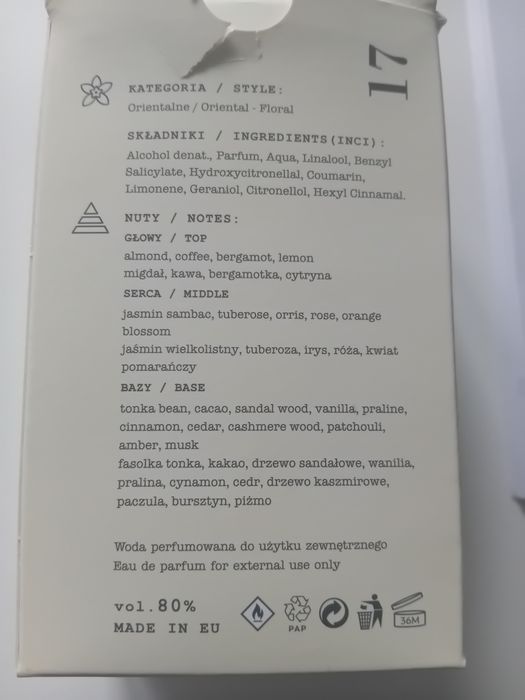 17
KATEGORIA / STYLE:
Orientalne / Oriental - Floral
SKŁADNIKI / INGREDIENTS (INCI):
Alcohol denat., Parfum, Aqua, Linalool, Benzyl
Salicylate, Hydroxycitronellal, Coumarin,
Limonene, Geraniol, Citronellol, Hexyl Cinnamal.
NUTY / NOTES:
GŁOWY / TOP
almond, coffee, bergamot, lemon
migdał, kawa, bergamotka, cytryna
SERCA / MIDDLE
jasmin sambac, tuberose, orris, rose, orange
blossom
jaśmin wielkolistny, tuberoza, irys, róża, kwiat
pomarańczy
BAZY / BASE
tonka bean, cacao, sandal wood, vanilla, praline,
cinnamon, cedar, cashmere wood, patchouli,
amber, musk
fasolka tonka, kakao, drzewo sandałowe, wanilia,
pralina, cynamon, cedr, drzewo kaszmirowe,
paczula, bursztyn, piżmo
Woda perfumowana do użytku zewnętrznego
Eau de parfum for external use only
vol.80%
MADE IN EU
PAP
36M